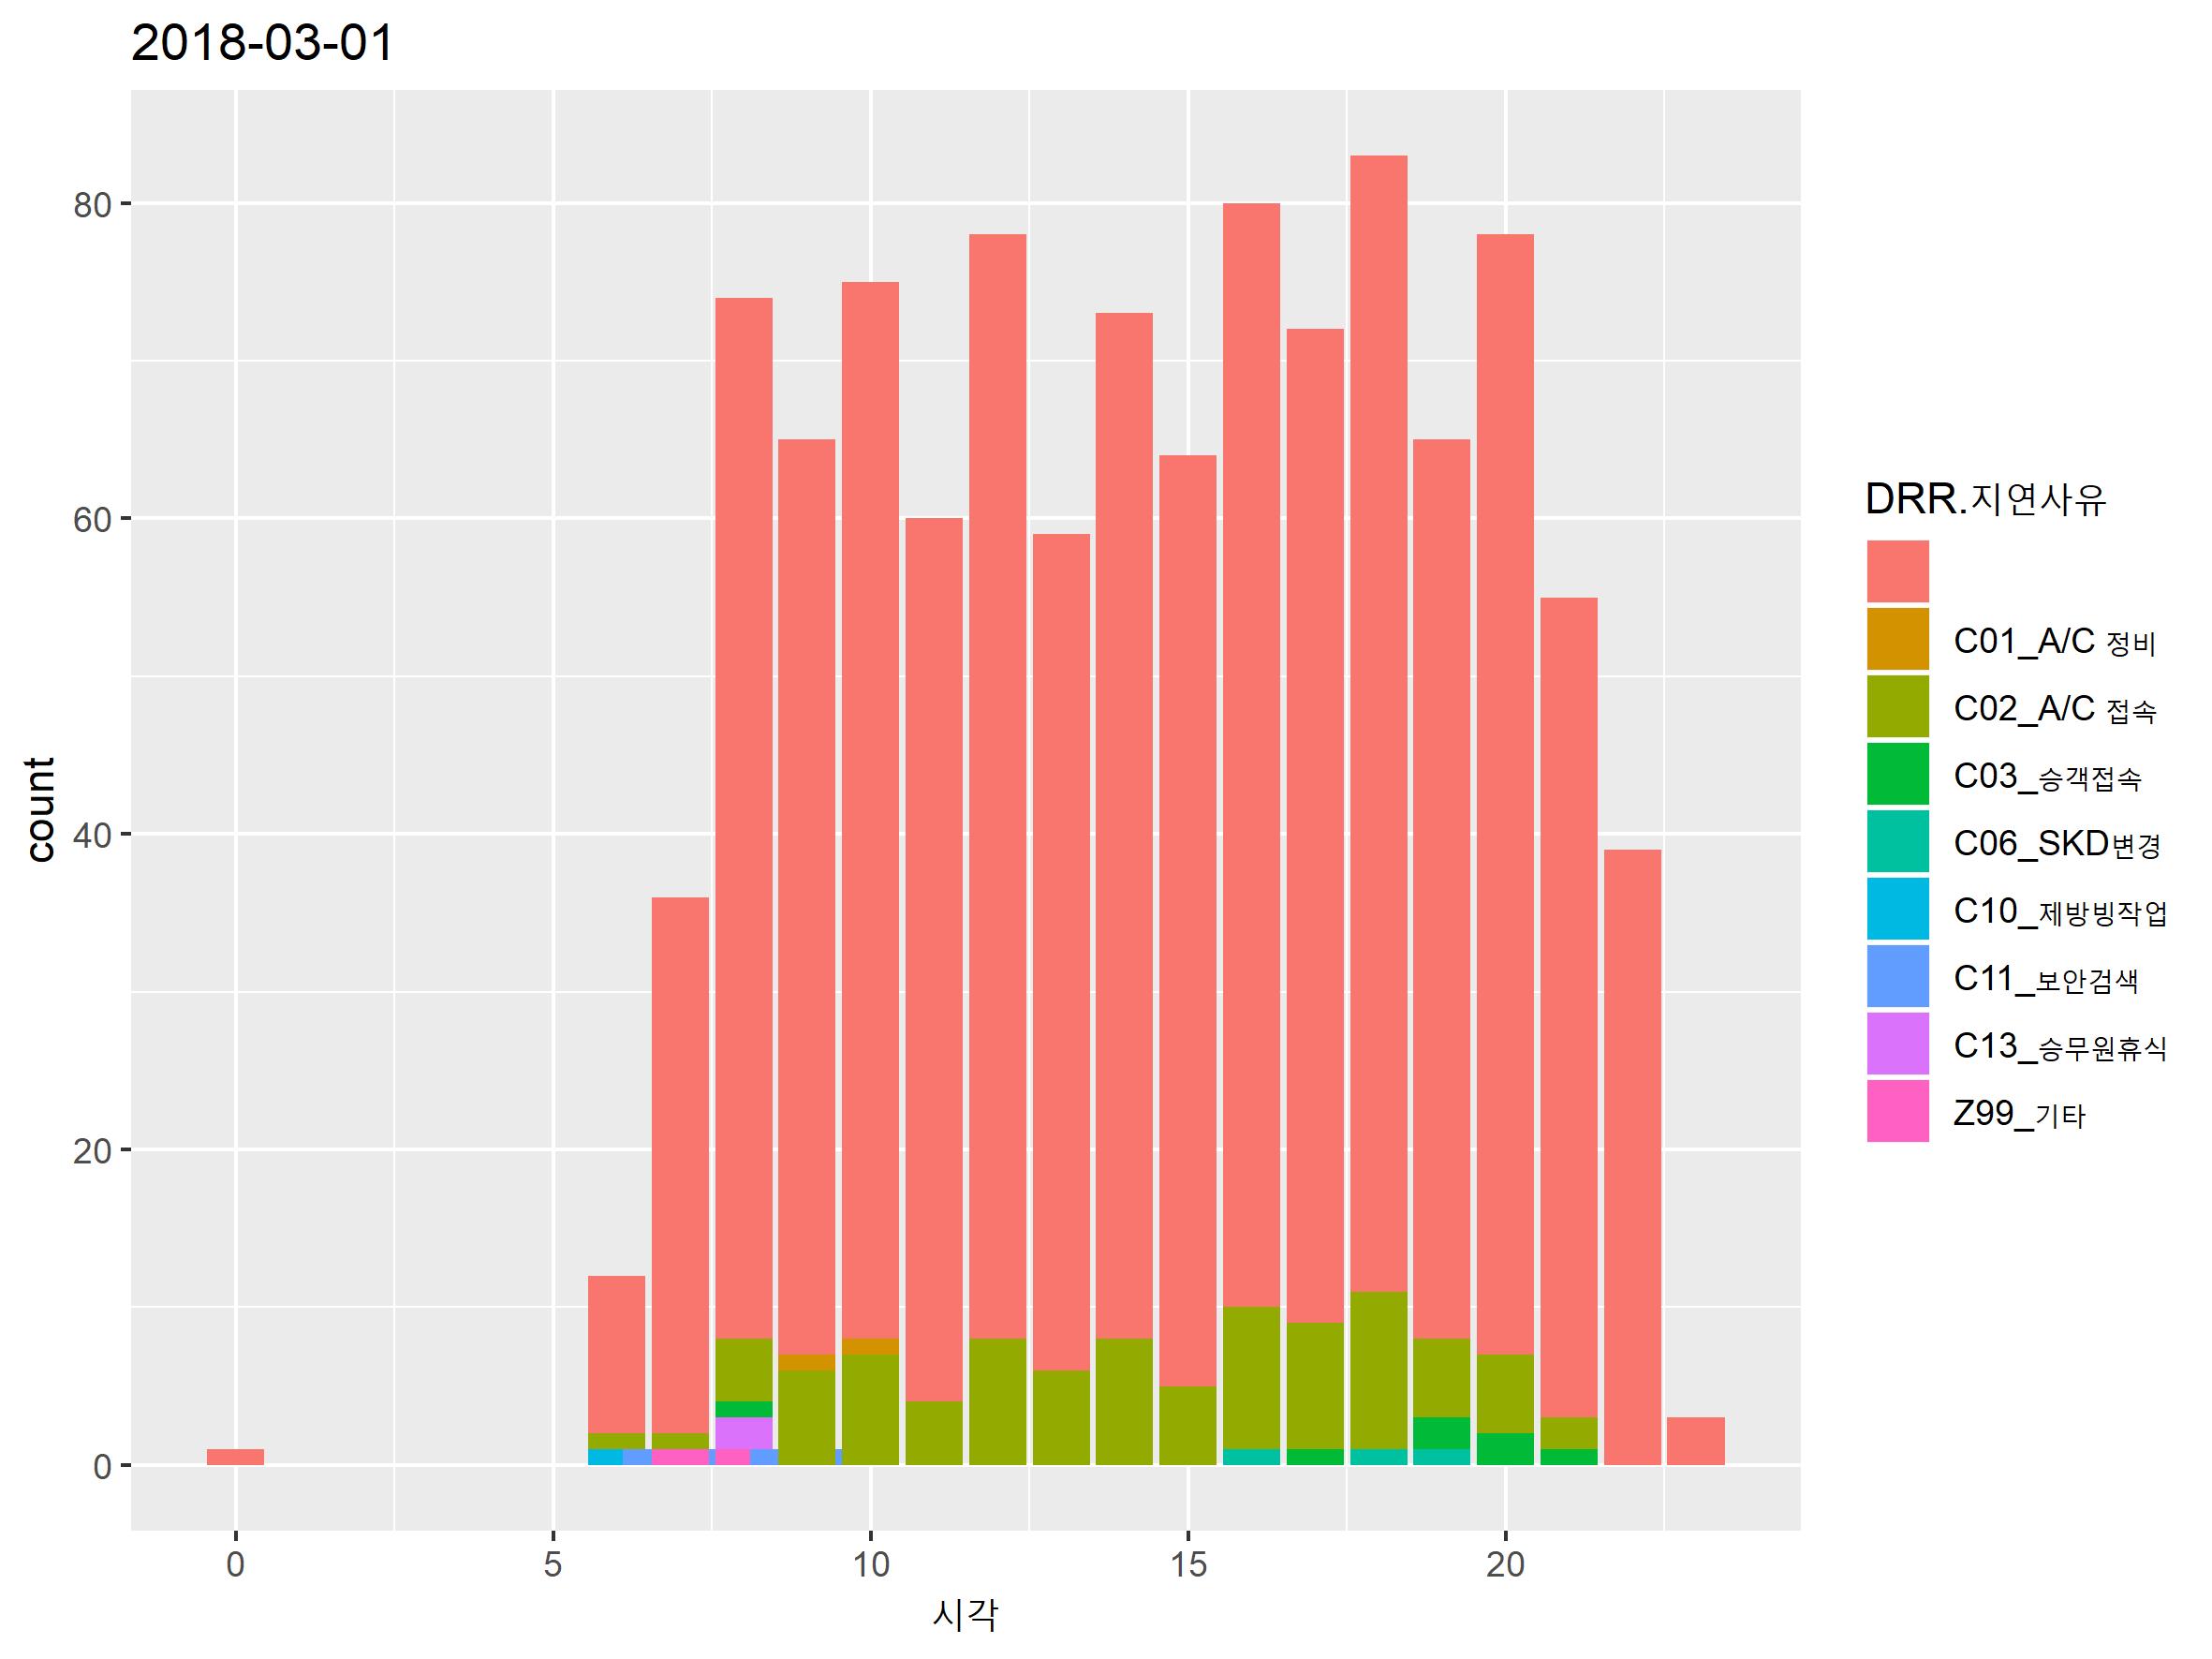 2018-03-01
count
80
60
40
20
0
0 5 10 15 20
시각
DRR.지연사유
C01_A/C 정비
C02_A/C 접속
C03_승객접속
C06_SKD변경
C10_제방빙작업
C11_보안검색
C13_승무원휴식
Z99_기타